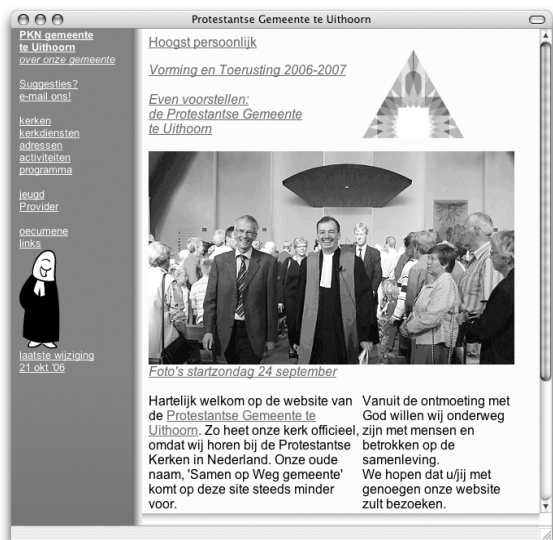 Protestantse Gemeente te Uithoorn
PKN gemeente
te Uithoorn
over onze gemeente
Suggesties?
e-mail ons!
kerken
kerkdiensten
adressen
activiteiten
programma
jeugd
Provider
oecumene
links
laatste wijziging
21 okt '06
Hoogst persoonlijk
Vorming en Toerusting 2006-2007
Even voorstellen:
de Protestantse Gemeente
te Uithoorn
Foto's startzondag 24 september
Hartelijk welkom op de website van
de Protestantse Gemeente te
Uithoorn. Zo heet onze kerk officieel,
omdat wij horen bij de Protestantse
Kerken in Nederland. Onze oude
naam, 'Samen op Weg gemeente'
komt op deze site steeds minder
voor.
Vanuit de ontmoeting met
God willen wij onderweg
zijn met mensen en
betrokken op de
samenleving.
We hopen dat u/jij met
genoegen onze website
zult bezoeken.